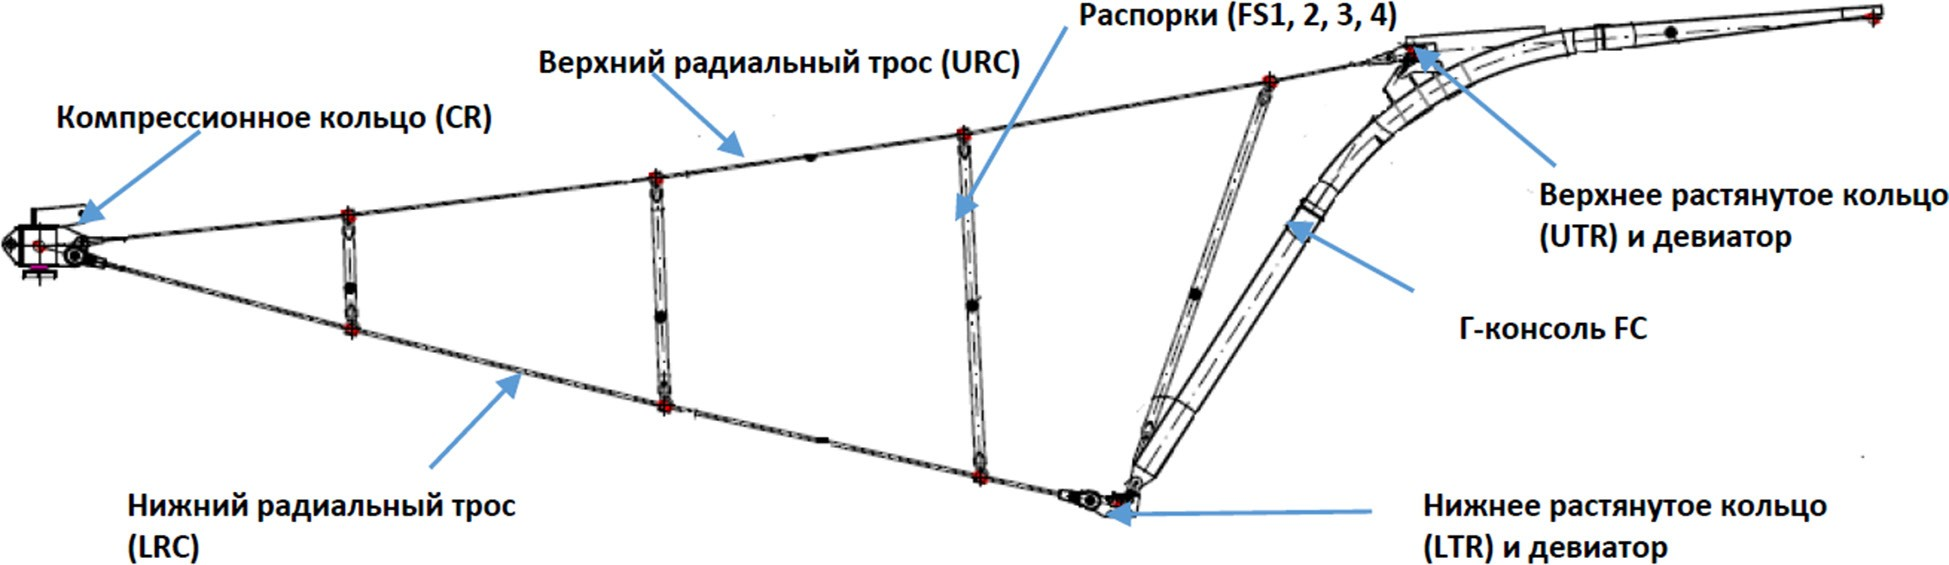 Распорки (FS1, 2, 3, 4)
Верхний радиальный трос (URC)
Компрессионное кольцо (CR)
Верхнее растянутое кольцо
(UTR) и девиатор
Г-консоль FC
Нижний радиальный трос
(LRC)
Нижнее растянутое кольцо
(LTR) и девиатор